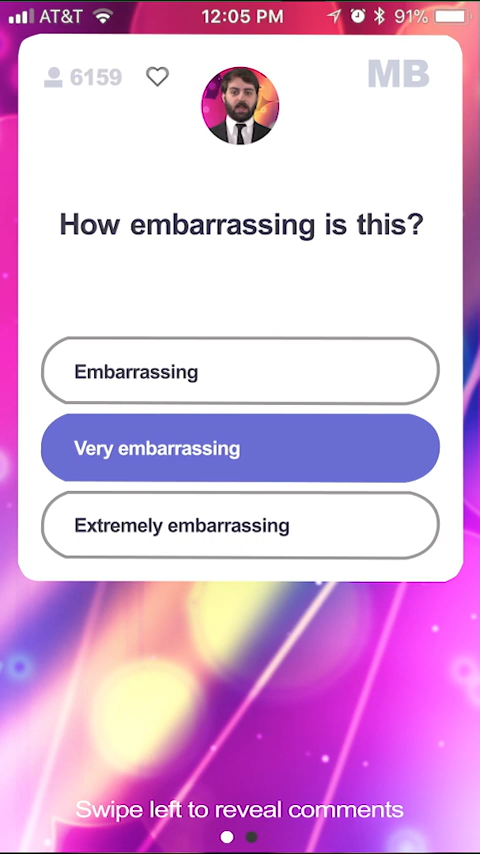 AT&T 12:05 PM 91%
6159 MB
How embarrassing is this?
Embarrassing
Very embarrassing
Extremely embarrassing
Swipe left to reveal comments